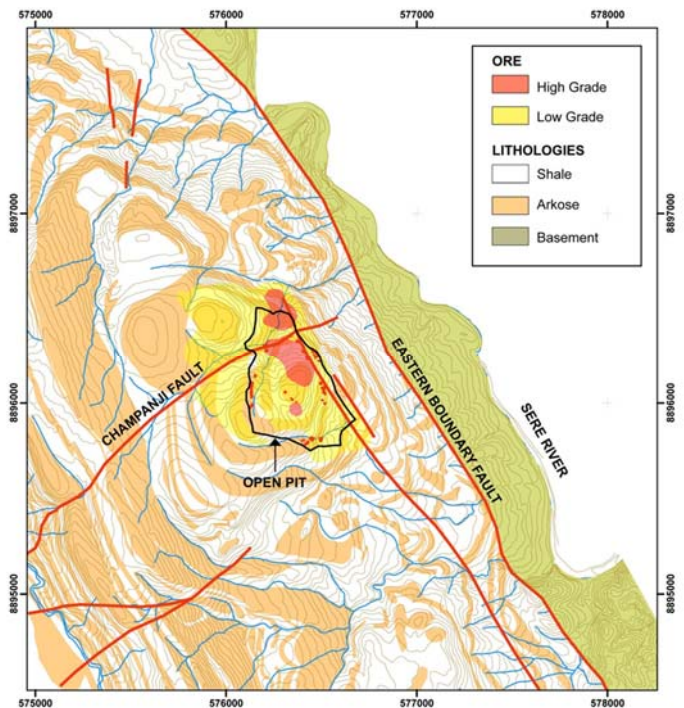 575000 576000 577000 578000
ORE
High Grade
Low Grade
LITHOLOGIES
Shale
Arkose
Basement
8897000 8897000
EASTERN BOUNDARY FAULT
CHAMPANJI FAULT
8896000 8896000
SERE RIVER
OPEN PIT
8895000 8895000
575000 576000 577000 578000